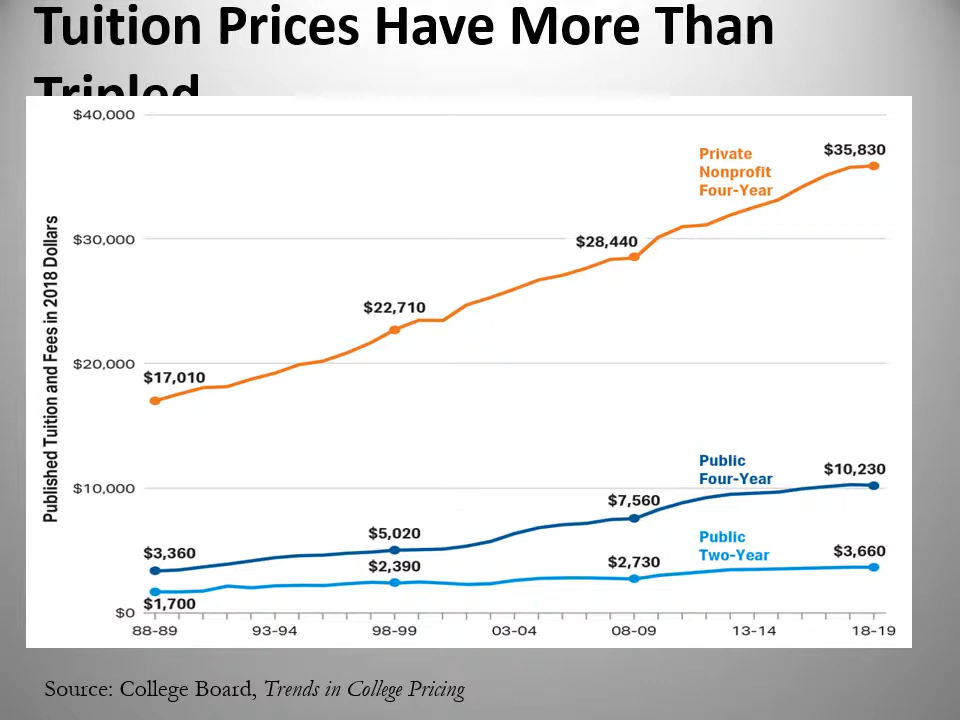 Tuition Prices Have More Than
Tripled
$40,000
$30,000
$20,000
$10,000
$0
Published Tuition and Fees in 2018 Dollars
Private
Nonprofit
Four-Year
$35,830
$28,440
$22,710
$17,010
Public
Four-Year
$10,230
$7,560
$5,020
$3,360
Public
Two-Year
$3,660
$2,730
$2,390
$1,700
88-89 93-94 98-99 03-04 08-09 13-14 18-19
Source: College Board, Trends in College Pricing